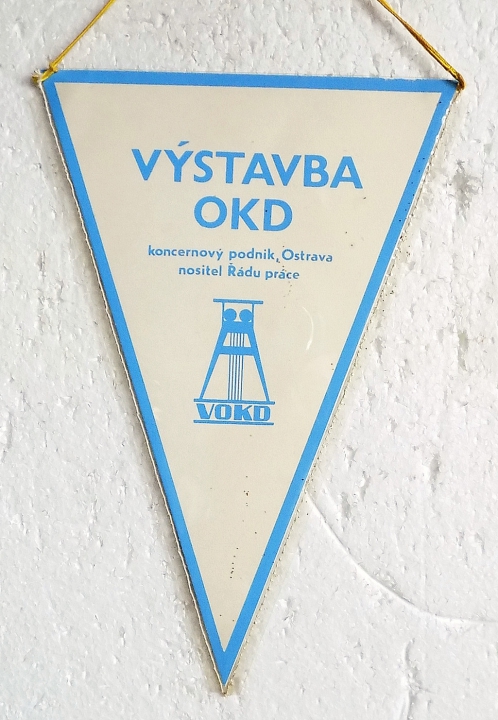 VÝSTAVBA
OKD
koncernový podnik, Ostrava
nositel Řádu práce
VOKD